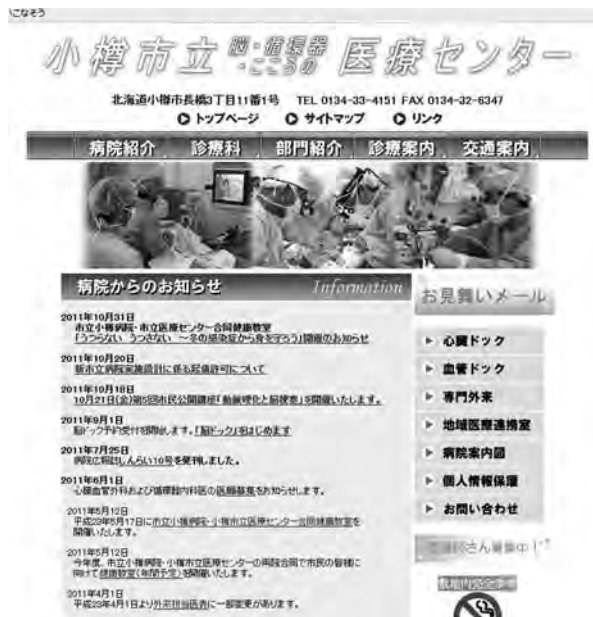 こなそう
小樽市立 脳・循環器・こころの 医療センター
北海道小樽市長橋3丁目11番1号 TEL 0134-33-4151 FAX 0134-32-6347
トップページ サイトマップ リンク
病院紹介 診療科 部門紹介 診療案内 交通案内
病院からのお知らせ Information
2011年10月31日
市立小樽病院・市立医療センター合同健康教室
「うつらない うつさない ～冬の感染症から身を守ろう」開催のお知らせ
2011年10月20日
新市立病院実施設計に係る起債許可について
2011年10月18日
10月21日(金)第5回市民公開講座「動脈硬化と脳梗塞」を開催いたします。
2011年9月1日
脳ドック予約受付を開始します。「脳ドック」をはじめます
2011年7月25日
病院広報誌しんらい10号を発刊しました。
2011年6月1日
心臓血管外科および循環器内科医の医師募集をお知らせします。
2011年5月12日
平成23年5月17日に市立小樽病院・小樽市立医療センター合同健康教室を
開催いたします。
2011年5月12日
今年度、市立小樽病院・小樽市立医療センターの両院合同で市民の皆様に
向けて健康教室(年間予定)を開催いたします。
2011年4月1日
平成23年4月1日より外来担当医表に一部変更があります。
お見舞いメール
心臓ドック
血管ドック
専門外来
地域医療連携室
病院案内図
個人情報保護
お問い合わせ
看護師さん募集中!
敷地内完全禁煙